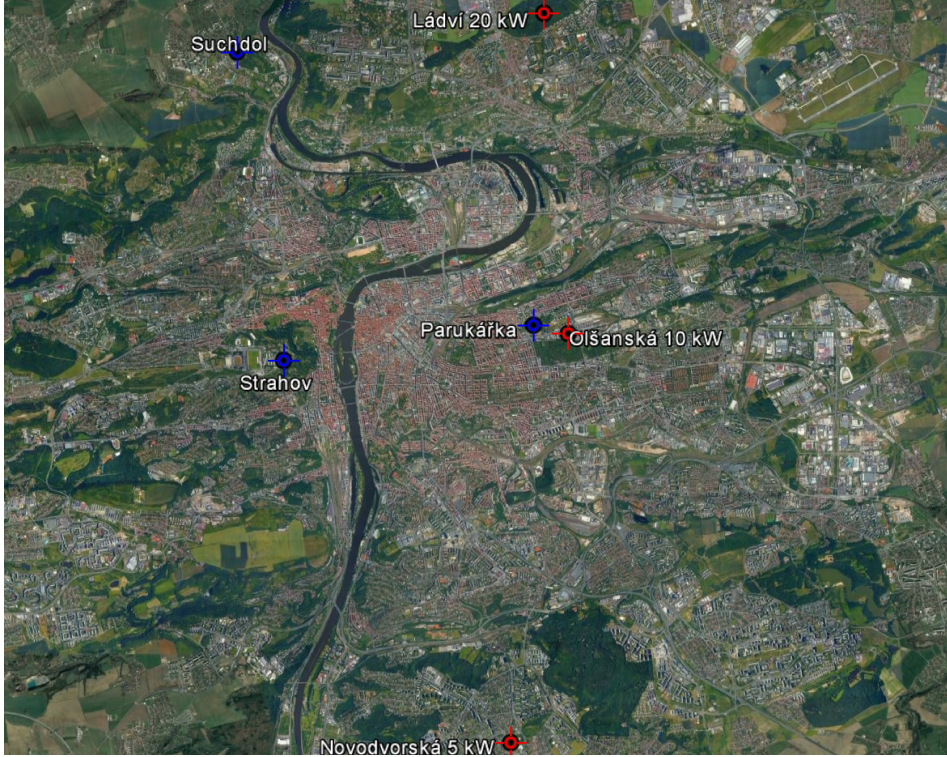 Ládví 20 kW
Suchdol
Parukářka
Olšanská 10 kW
Strahov
Novodvorská 5 kW